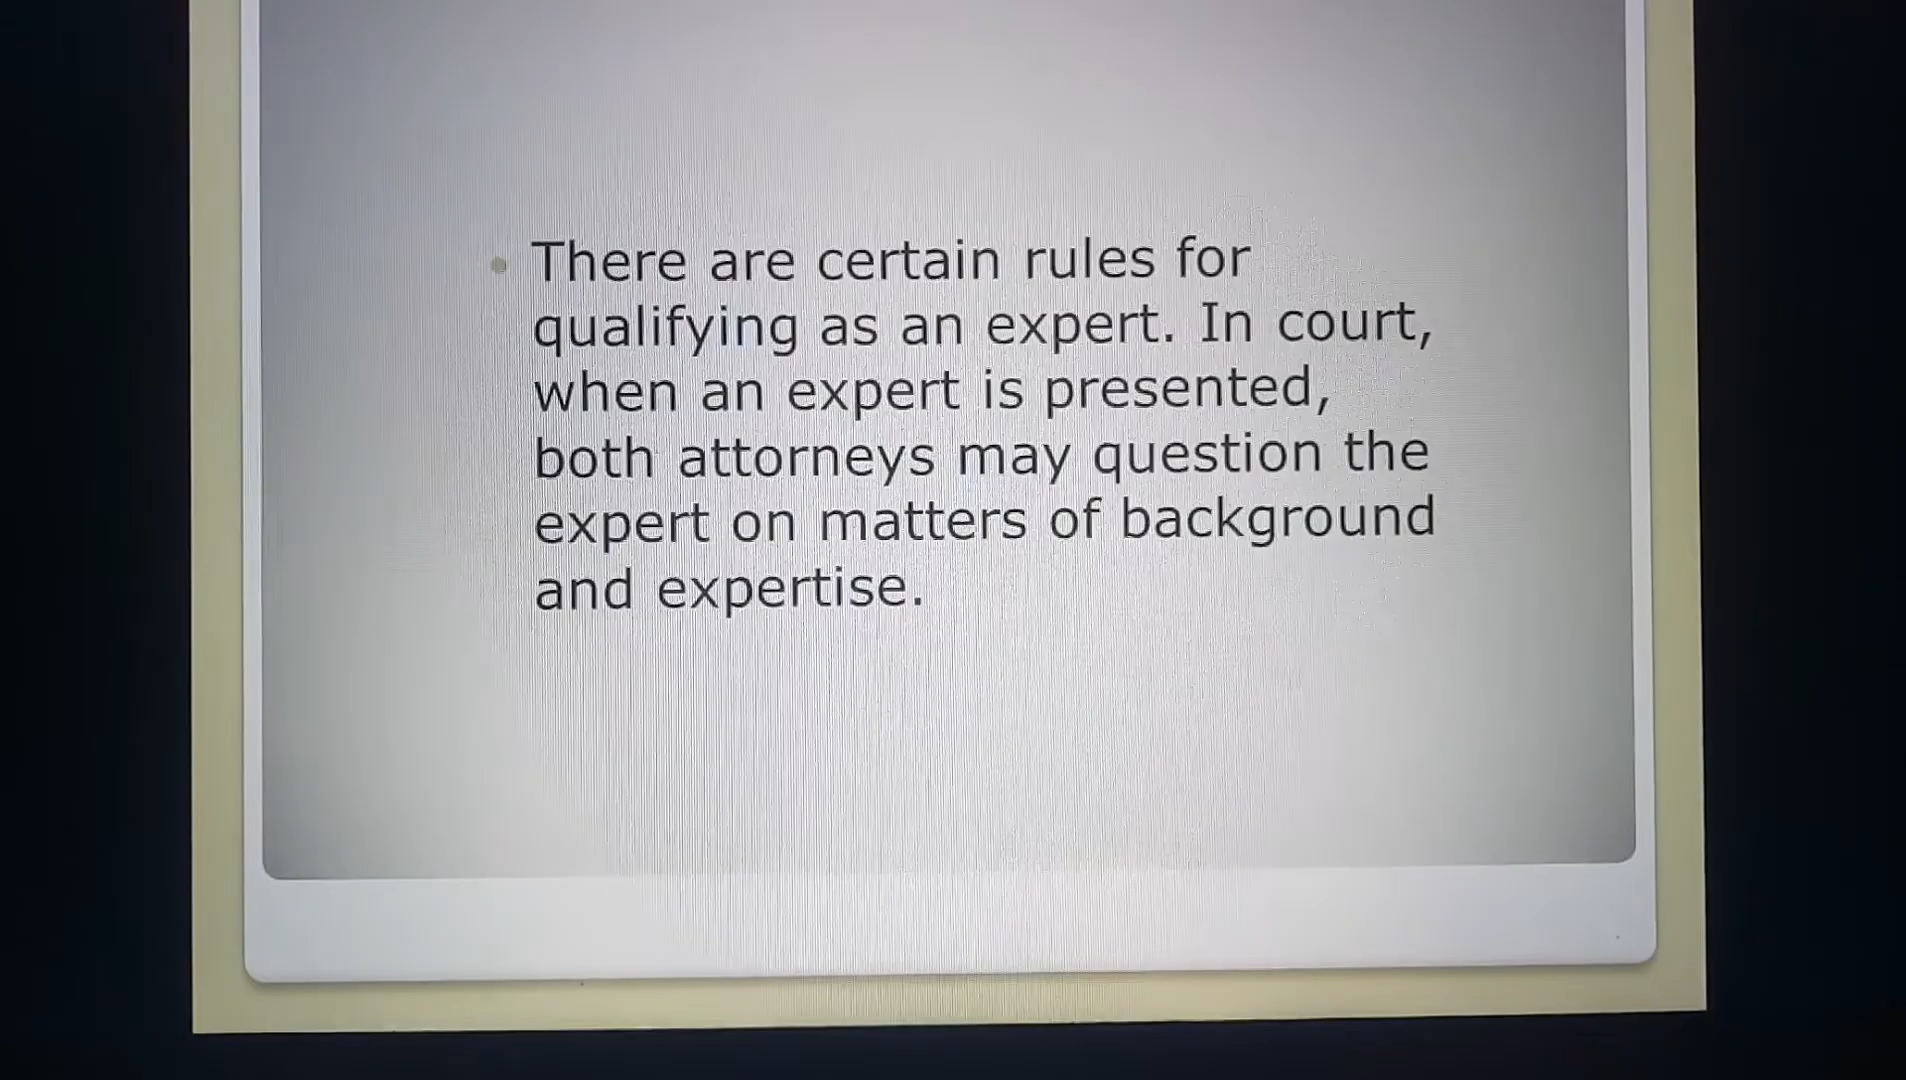 • There are certain rules for
qualifying as an expert. In court,
when an expert is presented,
both attorneys may question the
expert on matters of background
and expertise.